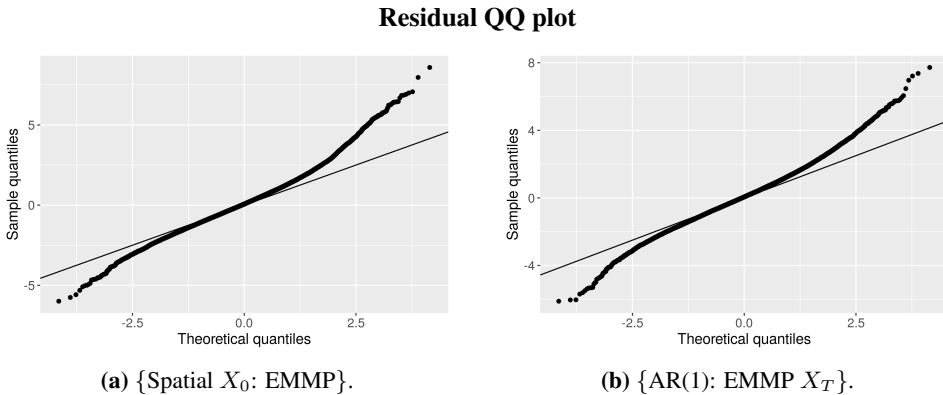 Residual QQ plot
Sample quantiles
5
0
-5
-2.5
0.0
2.5
Theoretical quantiles
Sample quantiles
8
4
0
-4
-2.5
0.0
2.5
Theoretical quantiles
(a) {Spatial X₀: EMMP}.
(b) {AR(1): EMMP X_T}.